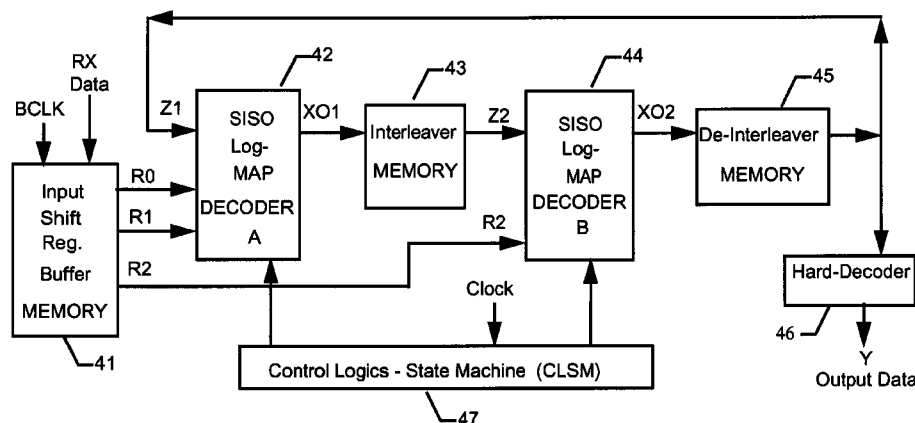 42
43
44
45
RX
Data
BCLK
Z1
SISO
Log-
MAP
DECODER
A
XO1
Interleaver
MEMORY
Z2
SISO
Log-
MAP
DECODER
B
XO2
De-Interleaver
MEMORY
Input
Shift
Reg.
Buffer
MEMORY
R0
R1
R2
R2
Clock
Hard-Decoder
41
46
Control Logics - State Machine (CLSM)
Y
Output Data
47